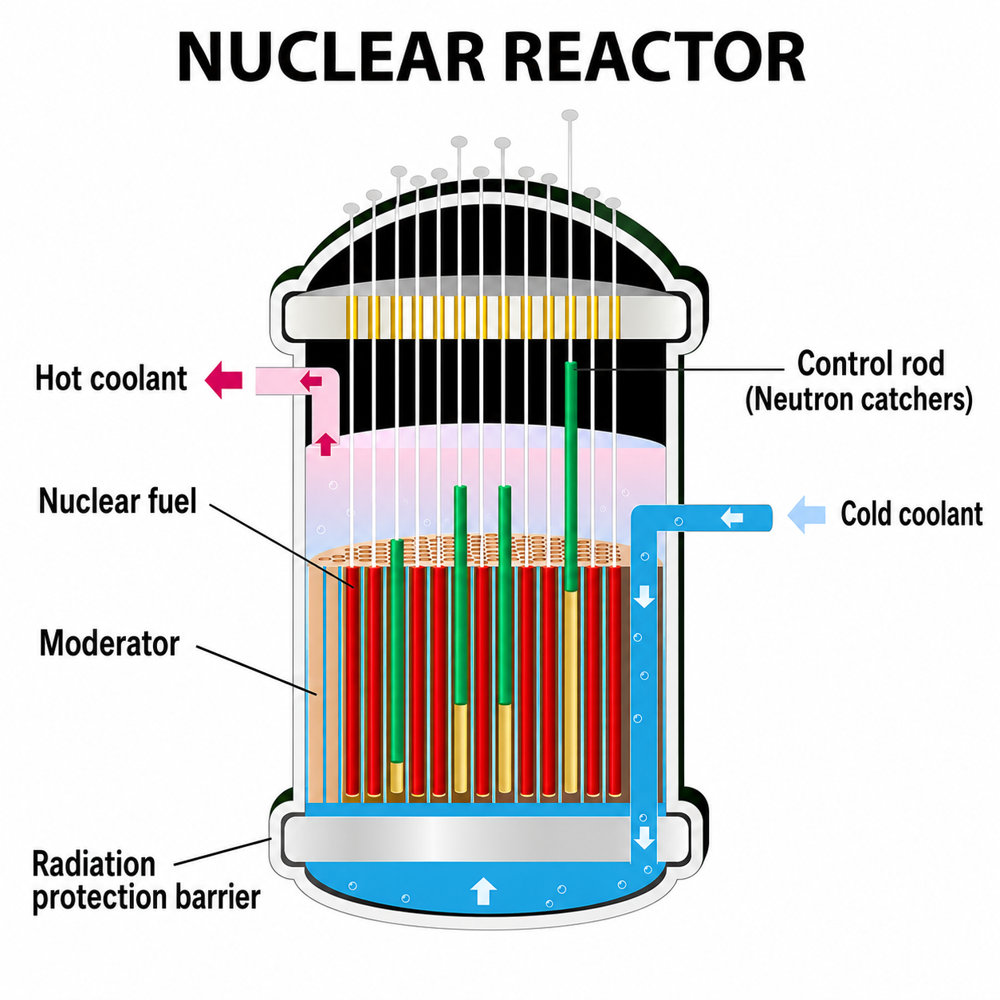 NUCLEAR REACTOR
Hot coolant
Control rod
(Neutron catchers)
Nuclear fuel
Cold coolant
Moderator
Radiation
protection barrier